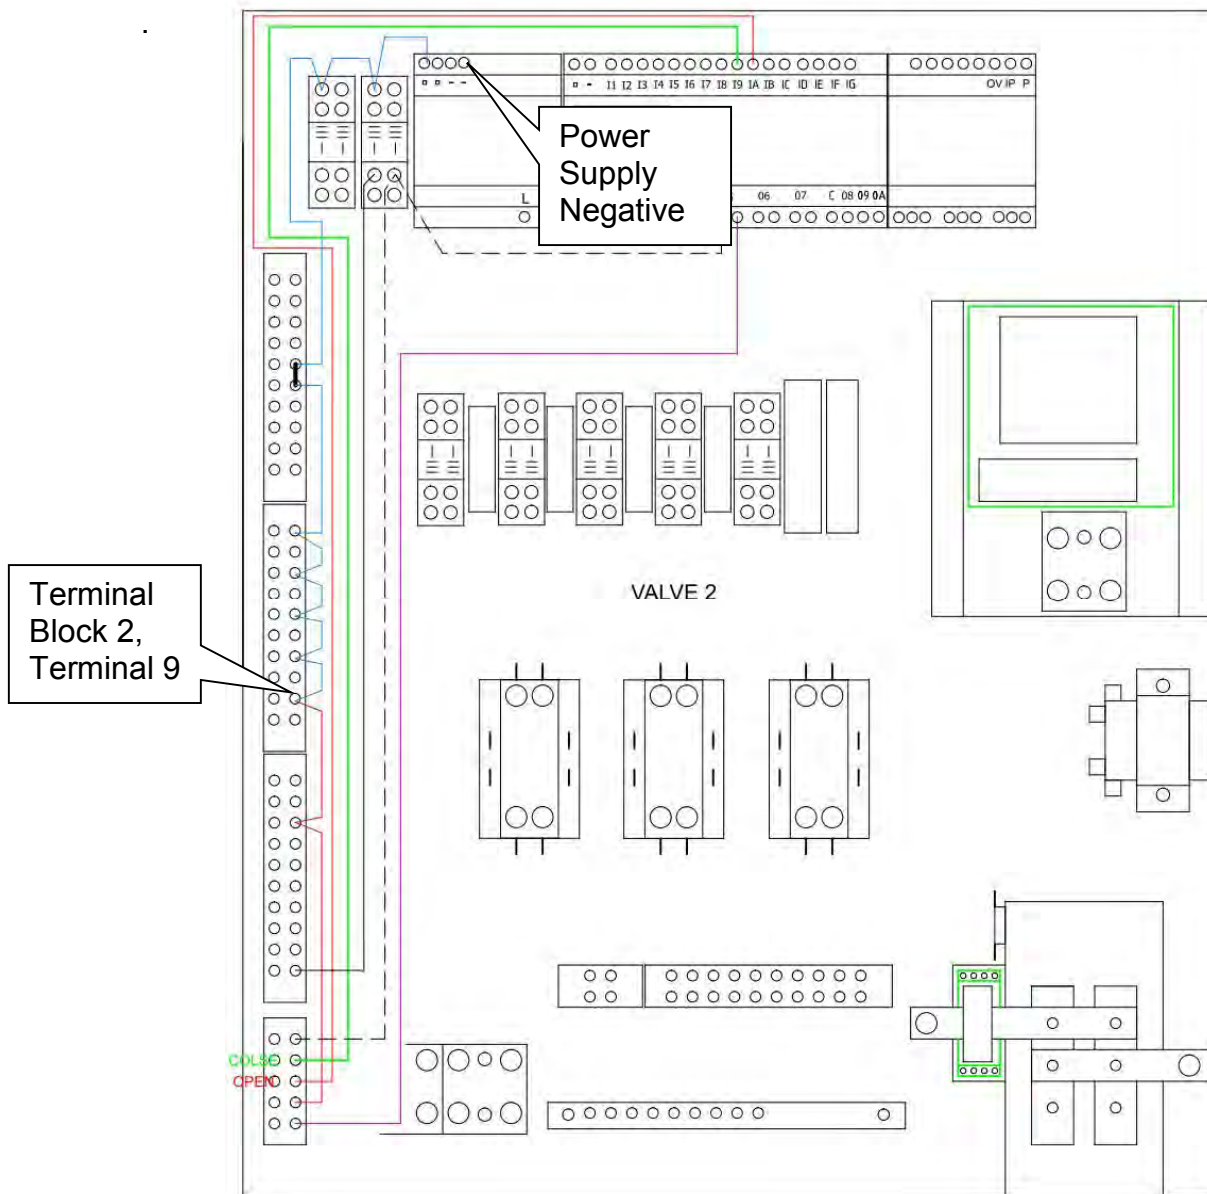 .
I1 I2 I3 I4 I5 I6 I7 I8 I9 IA IB IC ID IE IF IG
OV IP P
Power
Supply
Negative
L
06 07 C 08 09 0A
VALVE 2
Terminal
Block 2,
Terminal 9
COLSE
OPEN